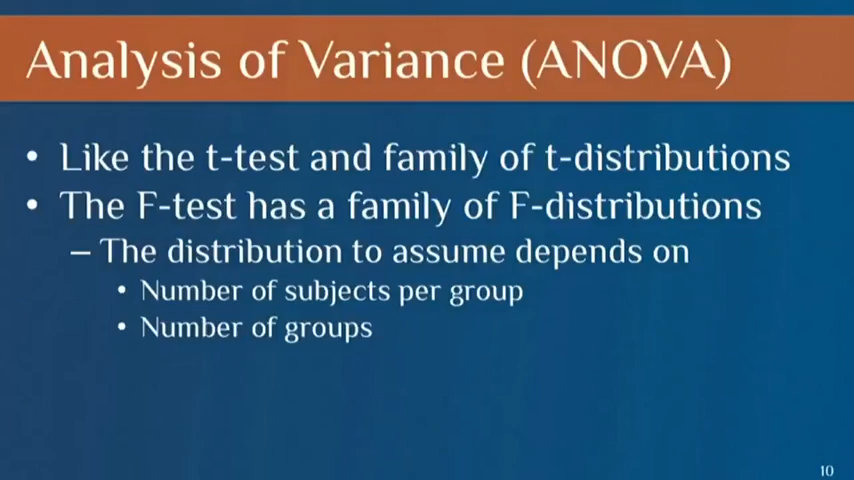 Analysis of Variance (ANOVA)
• Like the t-test and family of t-distributions
• The F-test has a family of F-distributions
– The distribution to assume depends on
• Number of subjects per group
• Number of groups
10